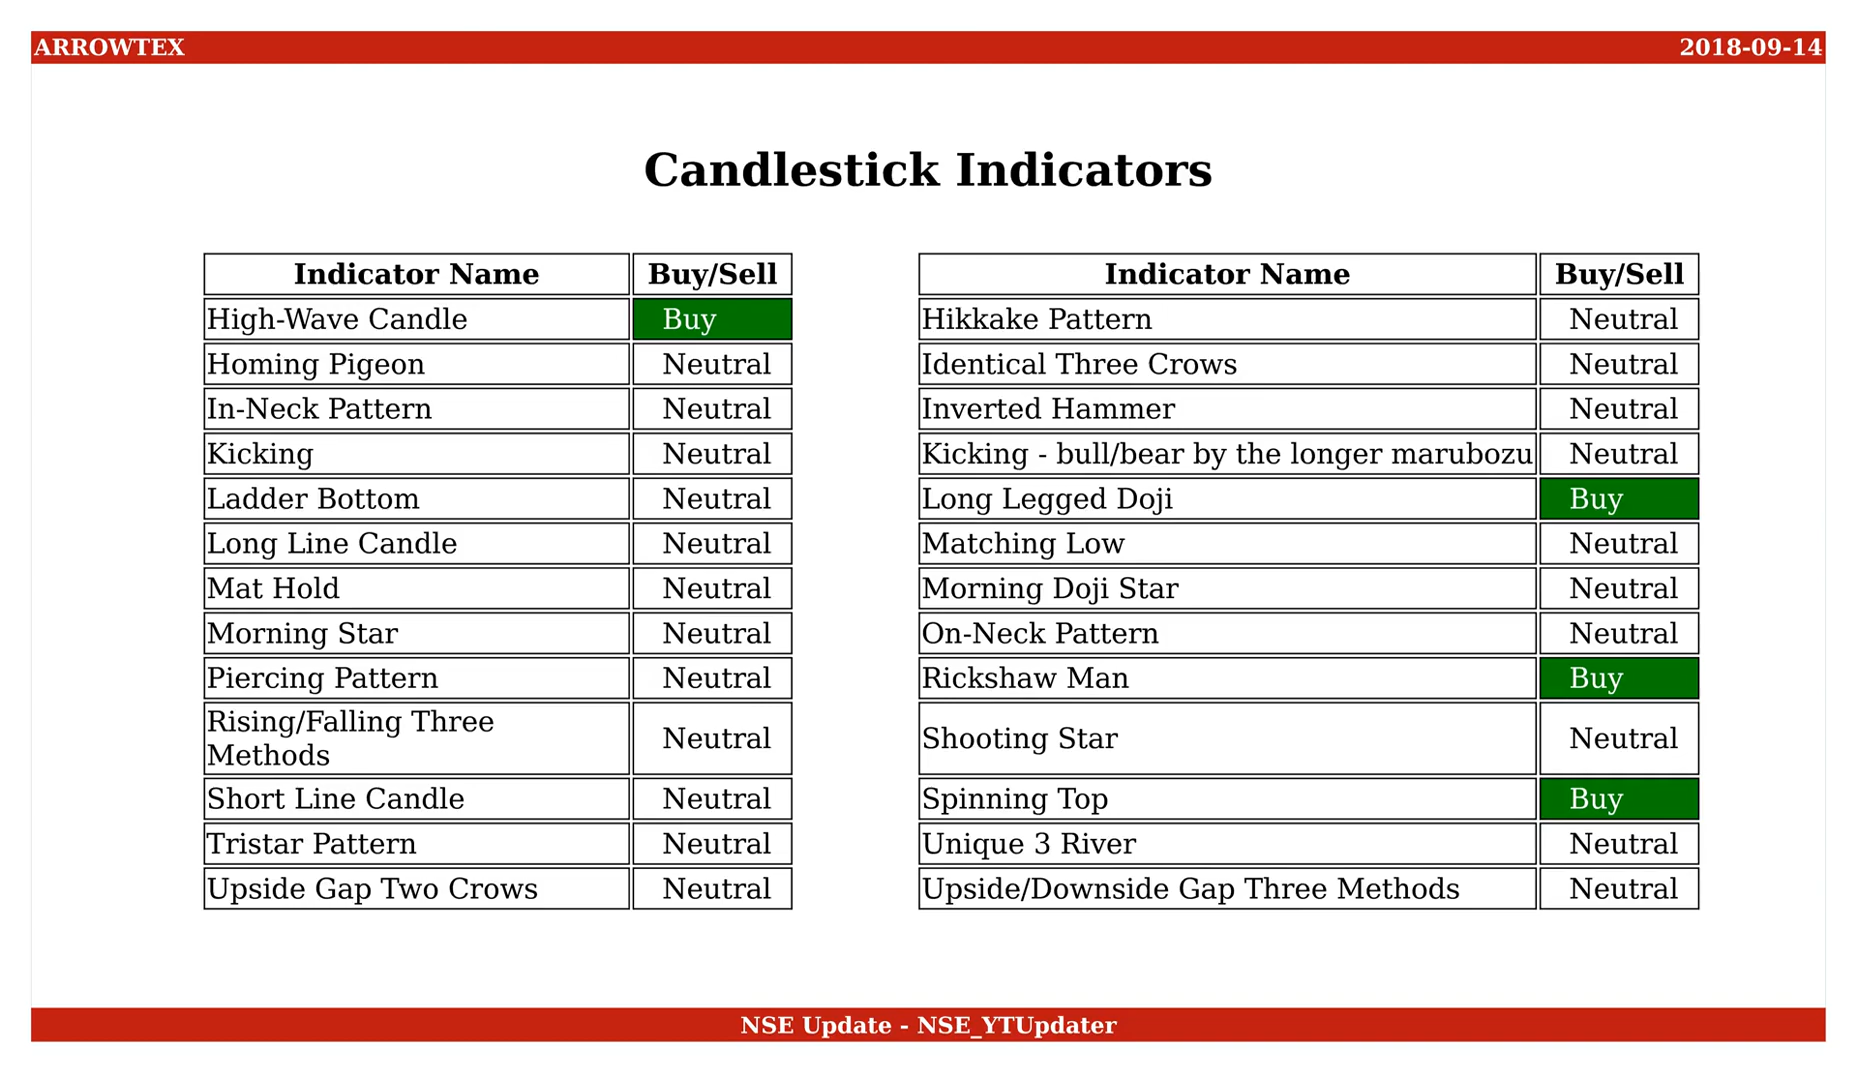 ARROWTEX 2018-09-14
Candlestick Indicators
Indicator Name Buy/Sell Indicator Name Buy/Sell
High-Wave Candle Buy Hikkake Pattern Neutral
Homing Pigeon Neutral Identical Three Crows Neutral
In-Neck Pattern Neutral Inverted Hammer Neutral
Kicking Neutral Kicking - bull/bear by the longer marubozu Neutral
Ladder Bottom Neutral Long Legged Doji Buy
Long Line Candle Neutral Matching Low Neutral
Mat Hold Neutral Morning Doji Star Neutral
Morning Star Neutral On-Neck Pattern Neutral
Piercing Pattern Neutral Rickshaw Man Buy
Rising/Falling Three
Methods Neutral Shooting Star Neutral
Short Line Candle Neutral Spinning Top Buy
Tristar Pattern Neutral Unique 3 River Neutral
Upside Gap Two Crows Neutral Upside/Downside Gap Three Methods Neutral
NSE Update - NSE_YTUpdater